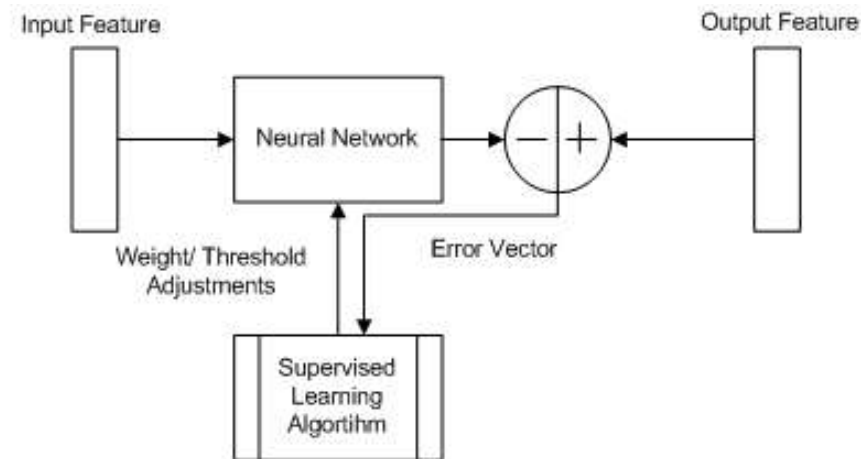 Input Feature
Output Feature
Neural Network
− +
Weight/ Threshold
Adjustments
Error Vector
Supervised
Learning
Algortihm